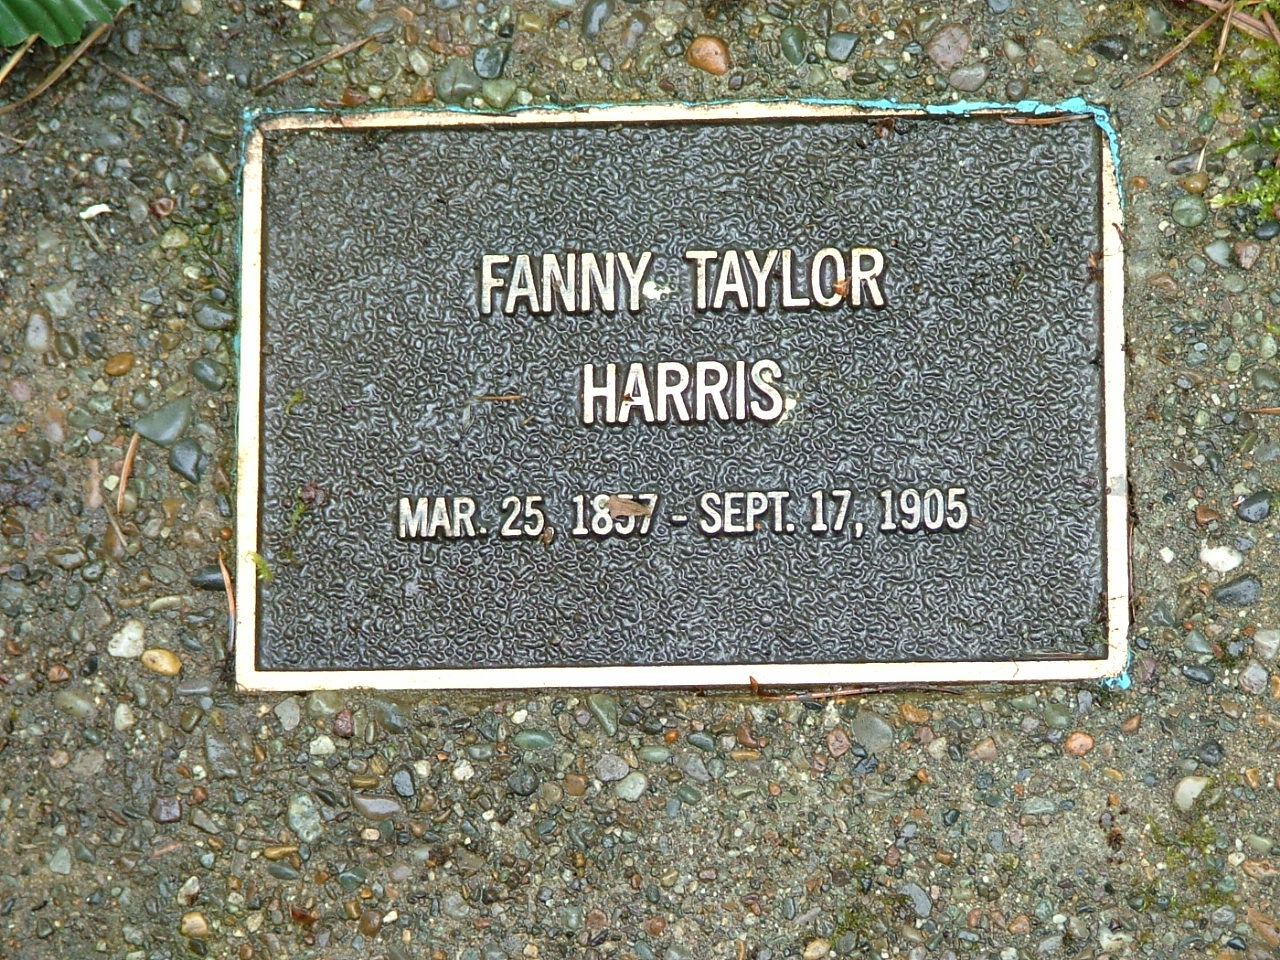 FANNY TAYLOR
HARRIS
MAR. 25, 1857 - SEPT. 17, 1905